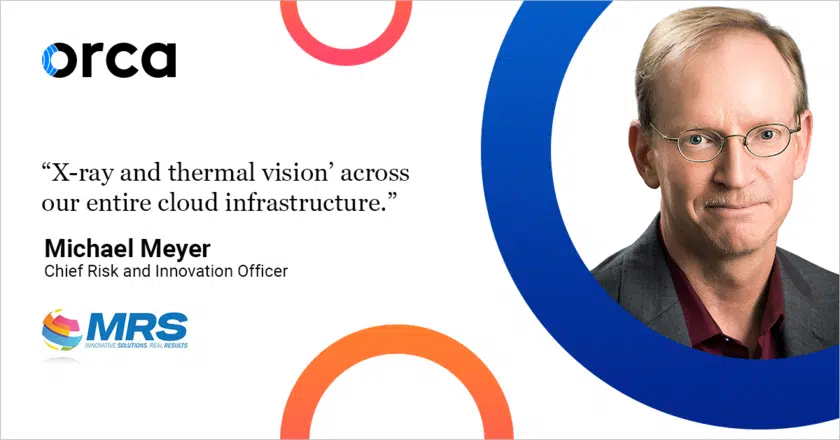 orca
“X-ray and thermal vision’ across
our entire cloud infrastructure.”
Michael Meyer
Chief Risk and Innovation Officer
MRS
INNOVATIVE SOLUTIONS. REAL RESULTS